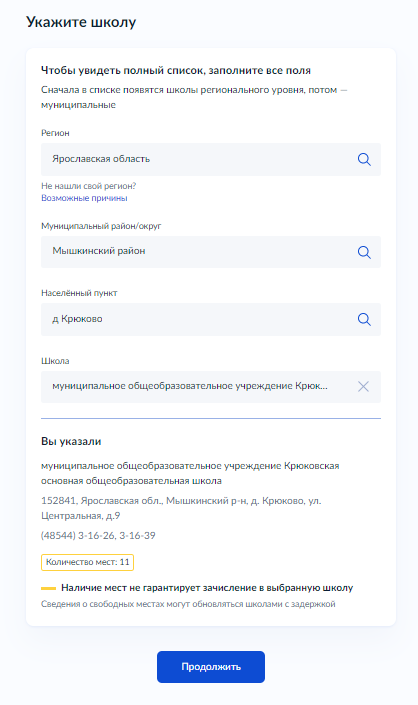 Укажите школу
Чтобы увидеть полный список, заполните все поля
Сначала в списке появятся школы регионального уровня, потом —
муниципальные
Регион
Ярославская область
Не нашли свой регион?
Возможные причины
Муниципальный район/округ
Мышкинский район
Населённый пункт
д Крюково
Школа
муниципальное общеобразовательное учреждение Крюк...
Вы указали
муниципальное общеобразовательное учреждение Крюковская
основная общеобразовательная школа
152841, Ярославская обл., Мышкинский р-н, д. Крюково, ул.
Центральная, д.9
(48544) 3-16-26, 3-16-39
Количество мест: 11
Наличие мест не гарантирует зачисление в выбранную школу
Сведения о свободных местах могут обновляться школами с задержкой
Продолжить